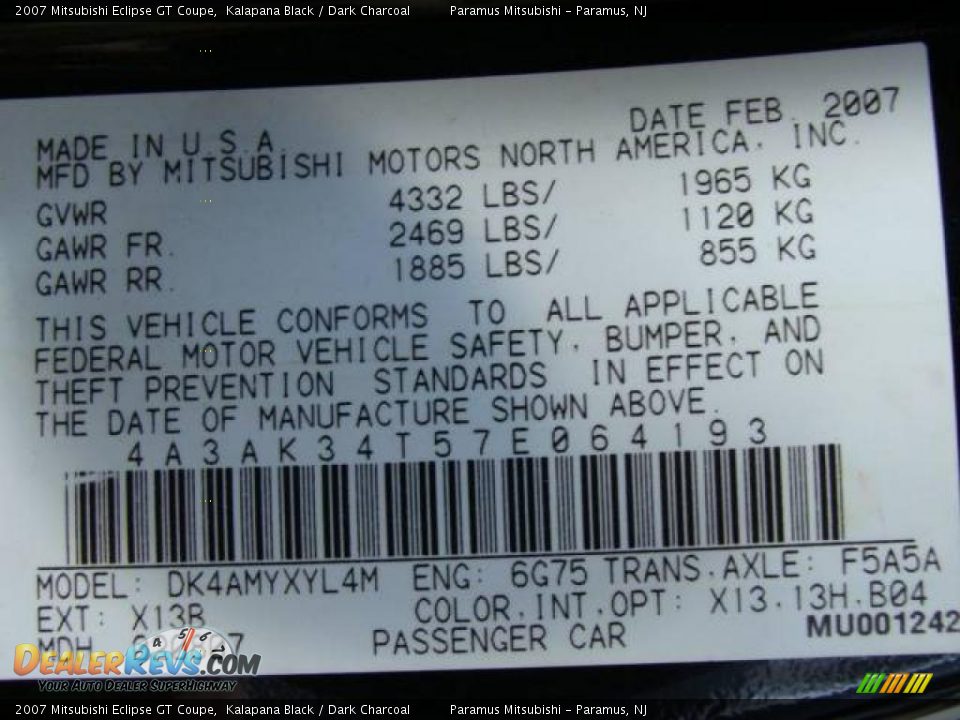 2007 Mitsubishi Eclipse GT Coupe, Kalapana Black / Dark Charcoal Paramus Mitsubishi - Paramus, NJ
MADE IN U.S.A. DATE FEB. 2007
MFD BY MITSUBISHI MOTORS NORTH AMERICA, INC.
GVWR 4332 LBS/ 1965 KG
GAWR FR. 2469 LBS/ 1120 KG
GAWR RR. 1885 LBS/ 855 KG
THIS VEHICLE CONFORMS TO ALL APPLICABLE
FEDERAL MOTOR VEHICLE SAFETY, BUMPER, AND
THEFT PREVENTION STANDARDS IN EFFECT ON
THE DATE OF MANUFACTURE SHOWN ABOVE.
4A3AK34T57E064193
MODEL: DK4AMYXYL4M ENG: 6G75 TRANS.AXLE: F5A5A
EXT: X13B COLOR.INT.OPT: X13.13H.B04
MDH PASSENGER CAR MU001242
4 5 6
DEALERREVS.COM
YOUR AUTO DEALER SUPERHIGHWAY
2007 Mitsubishi Eclipse GT Coupe, Kalapana Black / Dark Charcoal Paramus Mitsubishi - Paramus, NJ